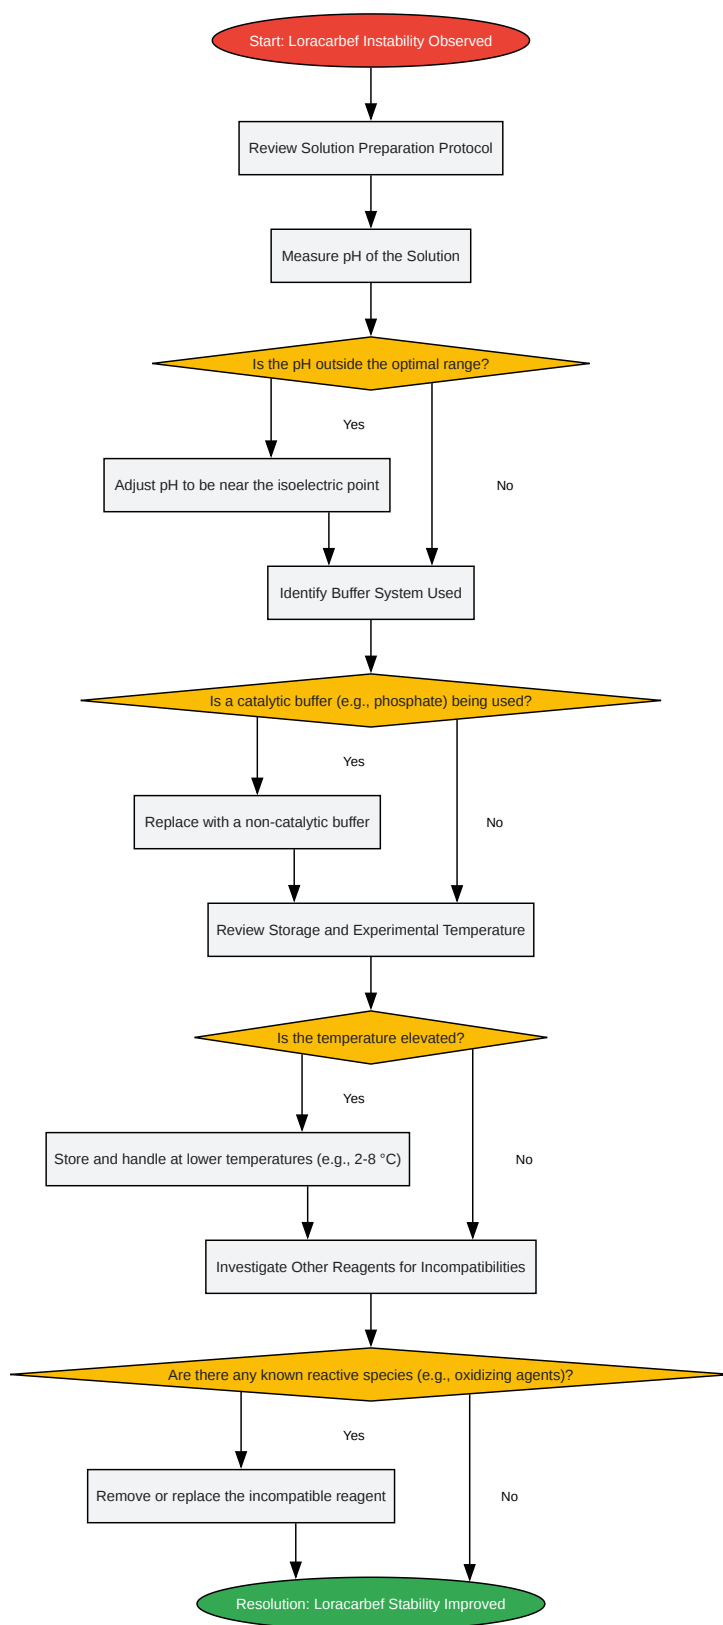 Start: Loracarbef Instability Observed
Review Solution Preparation Protocol
Measure pH of the Solution
Is the pH outside the optimal range?
Yes
Adjust pH to be near the isoelectric point
No
Identify Buffer System Used
Is a catalytic buffer (e.g., phosphate) being used?
Yes
Replace with a non-catalytic buffer
No
Review Storage and Experimental Temperature
Is the temperature elevated?
Yes
Store and handle at lower temperatures (e.g., 2-8 °C)
No
Investigate Other Reagents for Incompatibilities
Are there any known reactive species (e.g., oxidizing agents)?
Yes
Remove or replace the incompatible reagent
No
Resolution: Loracarbef Stability Improved